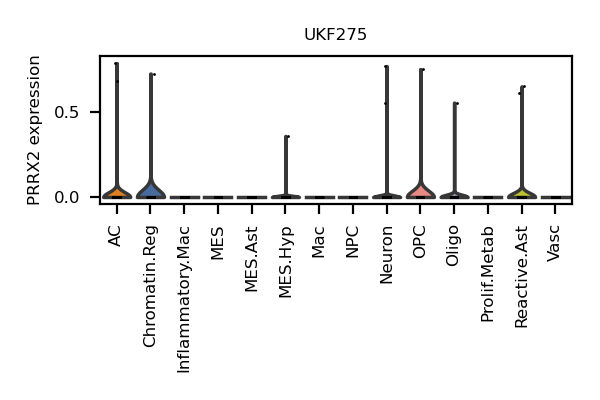 UKF275
PRRX2 expression
0.5
0.0
AC
Chromatin.Reg
Inflammatory.Mac
MES
MES.Ast
MES.Hyp
Mac
NPC
Neuron
OPC
Oligo
Prolif.Metab
Reactive.Ast
Vasc